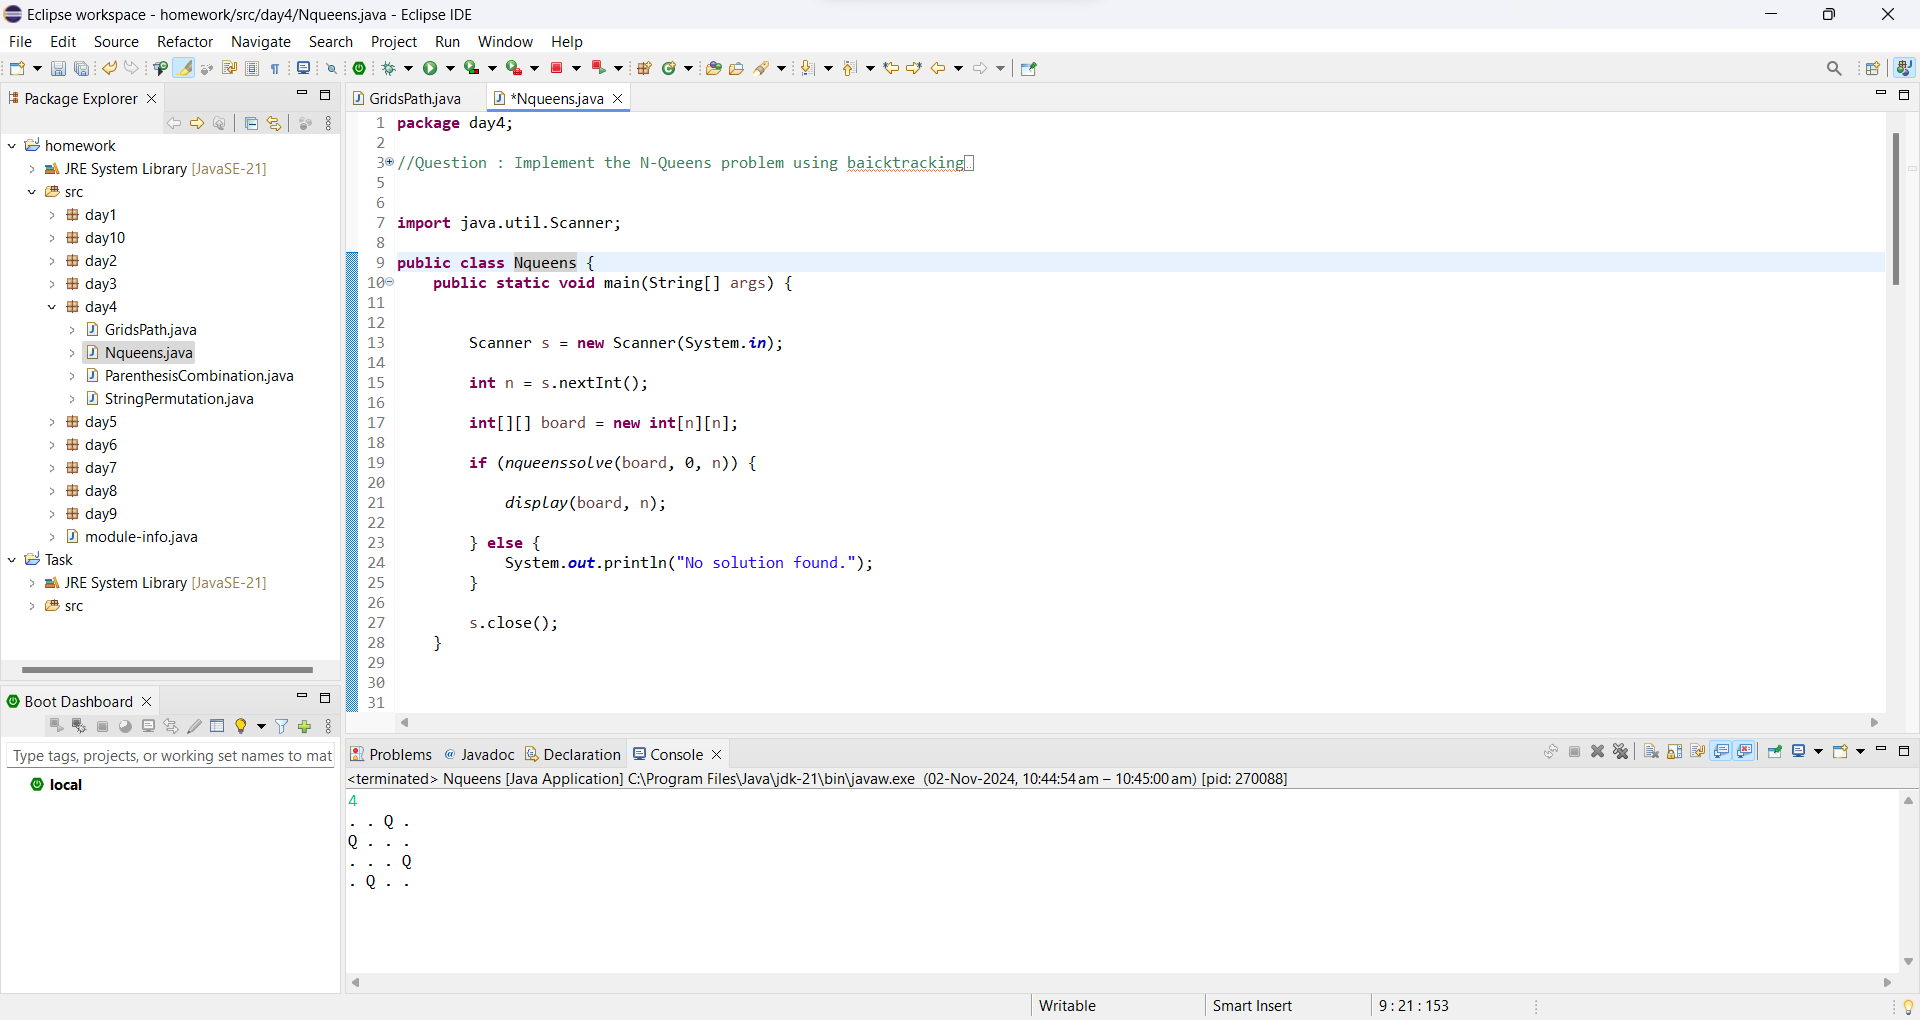 Eclipse workspace - homework/src/day4/Nqueens.java - Eclipse IDE
File Edit Source Refactor Navigate Search Project Run Window Help
Package Explorer
homework
JRE System Library [JavaSE-21]
src
day1
day10
day2
day3
day4
GridsPath.java
Nqueens.java
ParenthesisCombination.java
StringPermutation.java
day5
day6
day7
day8
day9
module-info.java
Task
JRE System Library [JavaSE-21]
src
Boot Dashboard
Type tags, projects, or working set names to mat
local
GridsPath.java *Nqueens.java
1 package day4;
2
3 //Question : Implement the N-Queens problem using baicktracking
5
6
7 import java.util.Scanner;
8
9 public class Nqueens {
10 public static void main(String[] args) {
11
12
13 Scanner s = new Scanner(System.in);
14
15 int n = s.nextInt();
16
17 int[][] board = new int[n][n];
18
19 if (nqueenssolve(board, 0, n)) {
20
21 display(board, n);
22
23 } else {
24 System.out.println("No solution found.");
25 }
26
27 s.close();
28 }
29
30
31
Problems @ Javadoc Declaration Console
<terminated> Nqueens [Java Application] C:\Program Files\Java\jdk-21\bin\javaw.exe (02-Nov-2024, 10:44:54 am – 10:45:00 am) [pid: 270088]
4
. . Q .
Q . . .
. . . Q
. Q . .
Writable Smart Insert 9 : 21 : 153